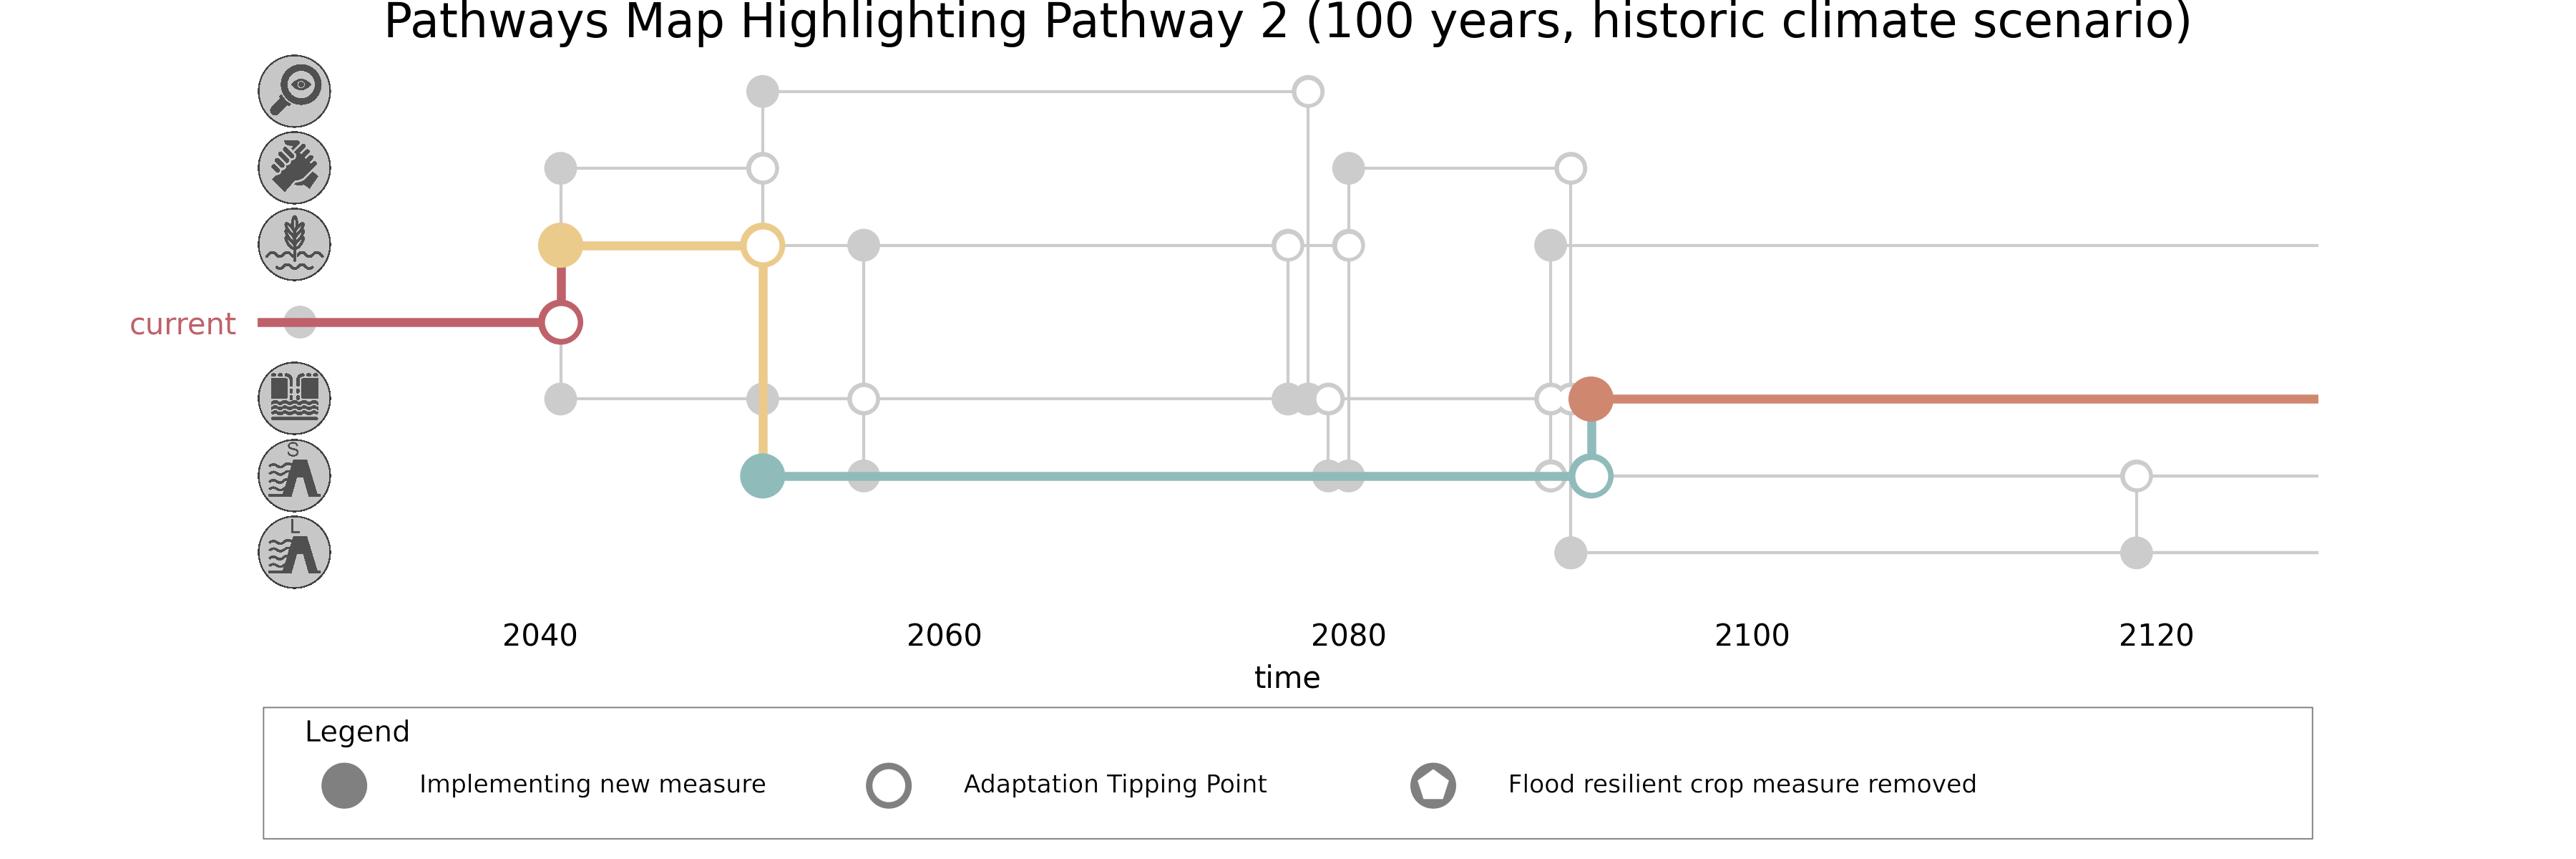 Pathways Map Highlighting Pathway 2 (100 years, historic climate scenario)
current
S
L
2040 2060 2080 2100 2120
time
Legend
Implementing new measure Adaptation Tipping Point Flood resilient crop measure removed